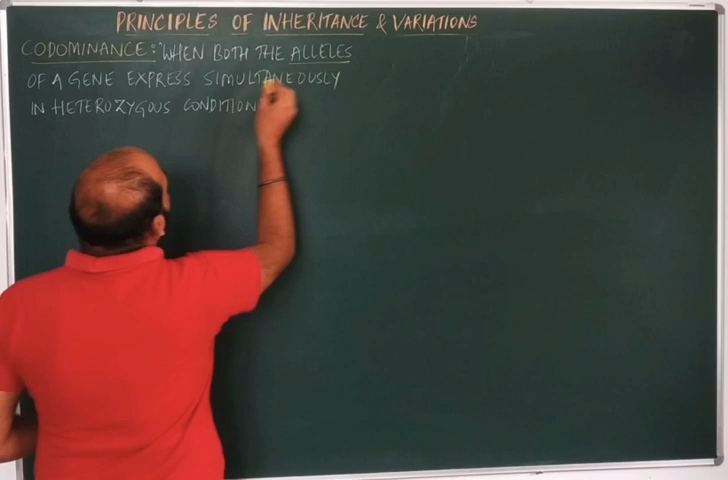 PRINCIPLES OF INHERITANCE & VARIATIONS
CODOMINANCE:- "WHEN BOTH THE ALLELES
OF A GENE EXPRESS SIMULTANEOUSLY
IN HETEROZYGOUS CONDITION